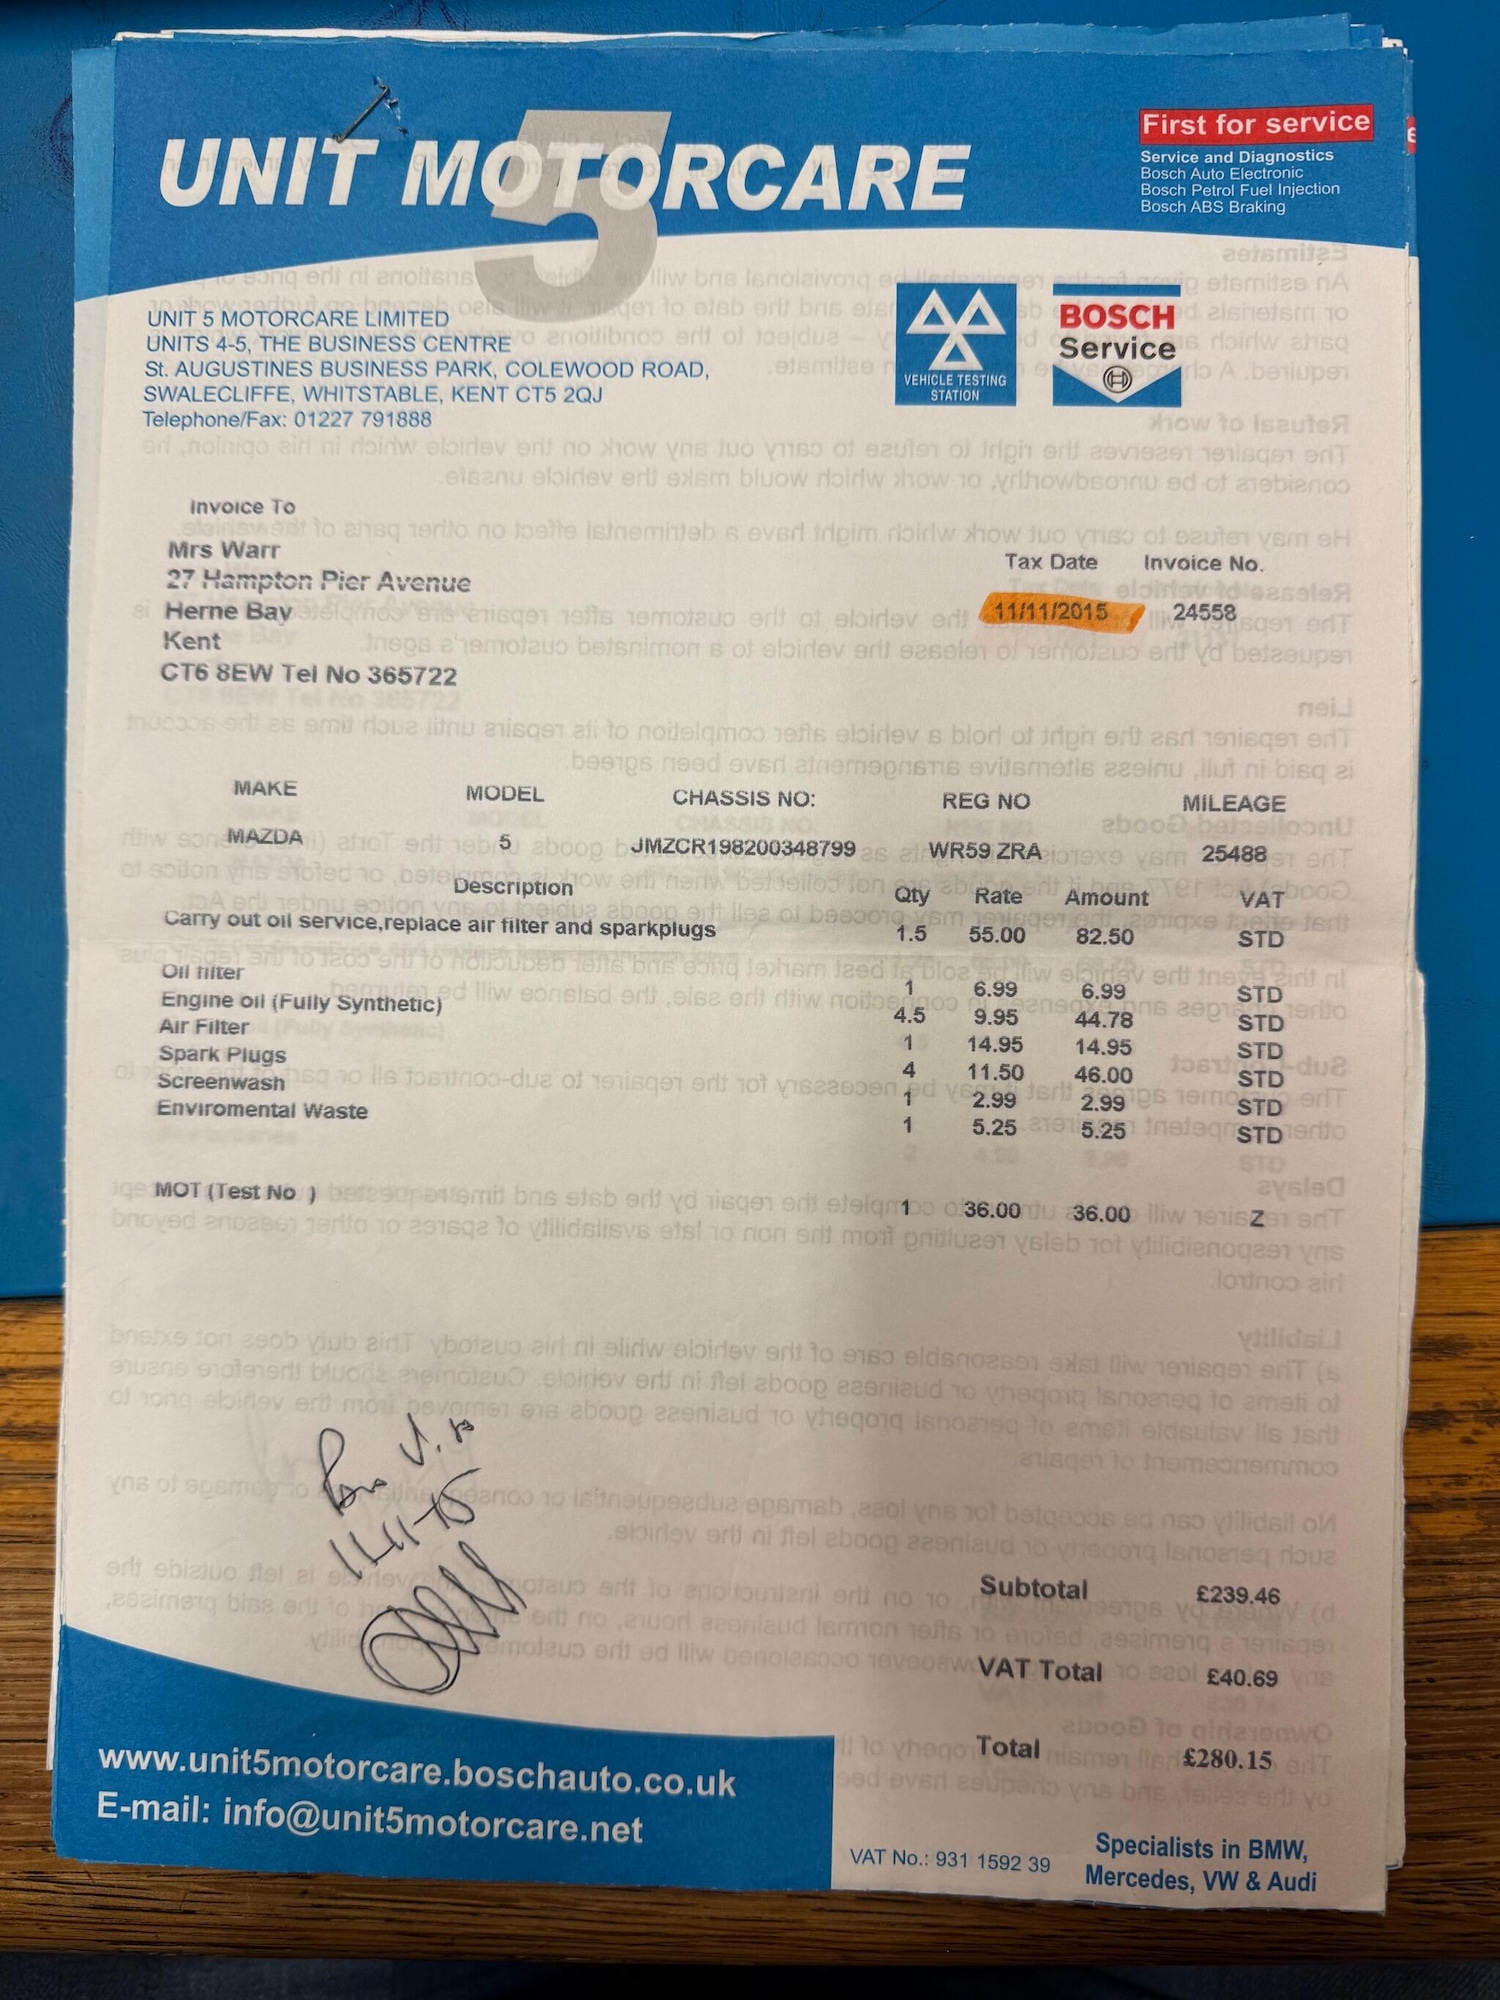 UNIT 5 MOTORCARE
First for service
Service and Diagnostics
Bosch Auto Electronic
Bosch Petrol Fuel Injection
Bosch ABS Braking
UNIT 5 MOTORCARE LIMITED
UNITS 4-5, THE BUSINESS CENTRE
St. AUGUSTINES BUSINESS PARK, COLEWOOD ROAD,
SWALECLIFFE, WHITSTABLE, KENT CT5 2QJ
Telephone/Fax: 01227 791888
VEHICLE TESTING
STATION
BOSCH
Service
Invoice To
Mrs Warr
27 Hampton Pier Avenue
Herne Bay
Kent
CT6 8EW Tel No 365722
Tax Date Invoice No.
11/11/2015 24558
MAKE MODEL CHASSIS NO: REG NO MILEAGE
MAZDA 5 JMZCR198200348799 WR59 ZRA 25488
Description Qty Rate Amount VAT
Carry out oil service,replace air filter and sparkplugs 1.5 55.00 82.50 STD
Oil filter 1 6.99 6.99 STD
Engine oil (Fully Synthetic) 4.5 9.95 44.78 STD
Air Filter 1 14.95 14.95 STD
Spark Plugs 4 11.50 46.00 STD
Screenwash 1 2.99 2.99 STD
Enviromental Waste 1 5.25 5.25 STD
MOT (Test No ) 1 36.00 36.00 Z
Subtotal £239.46
VAT Total £40.69
Total £280.15
www.unit5motorcare.boschauto.co.uk
E-mail: info@unit5motorcare.net
VAT No.: 931 1592 39
Specialists in BMW,
Mercedes, VW & Audi